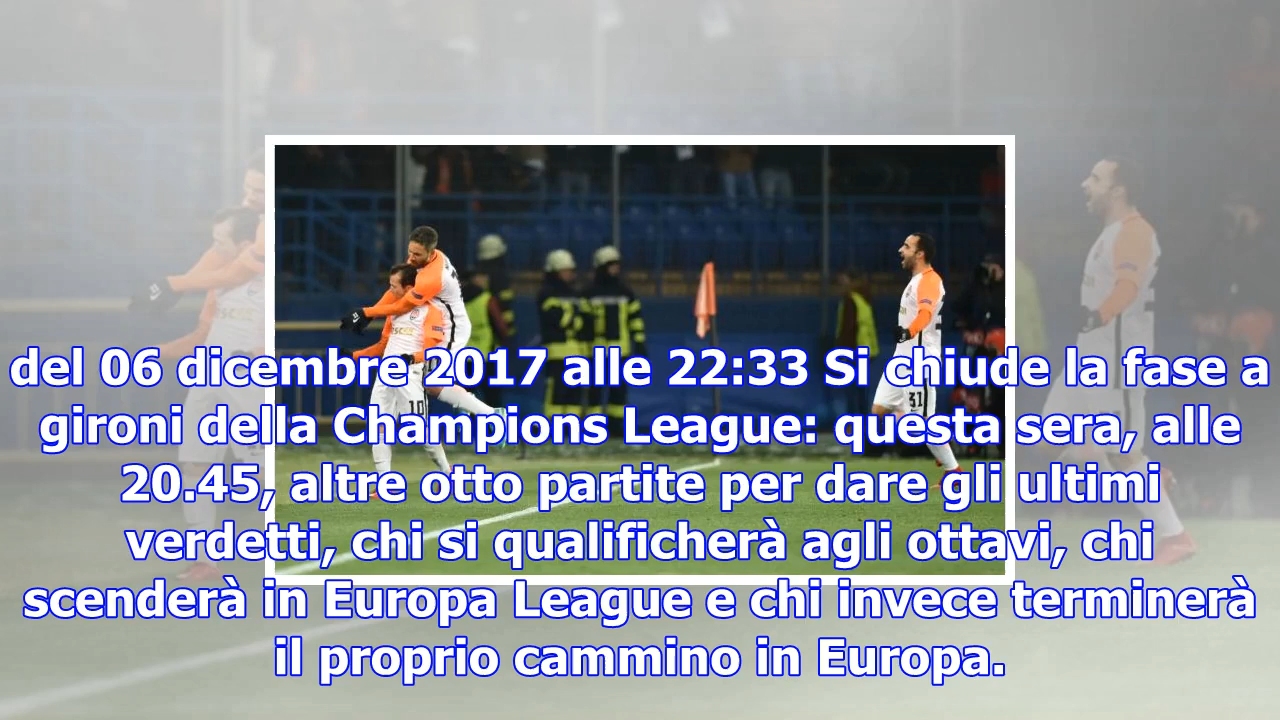 del 06 dicembre 2017 alle 22:33 Si chiude la fase a
gironi della Champions League: questa sera, alle
20.45, altre otto partite per dare gli ultimi
verdetti, chi si qualificherà agli ottavi, chi
scenderà in Europa League e chi invece terminerà
il proprio cammino in Europa.
10
31